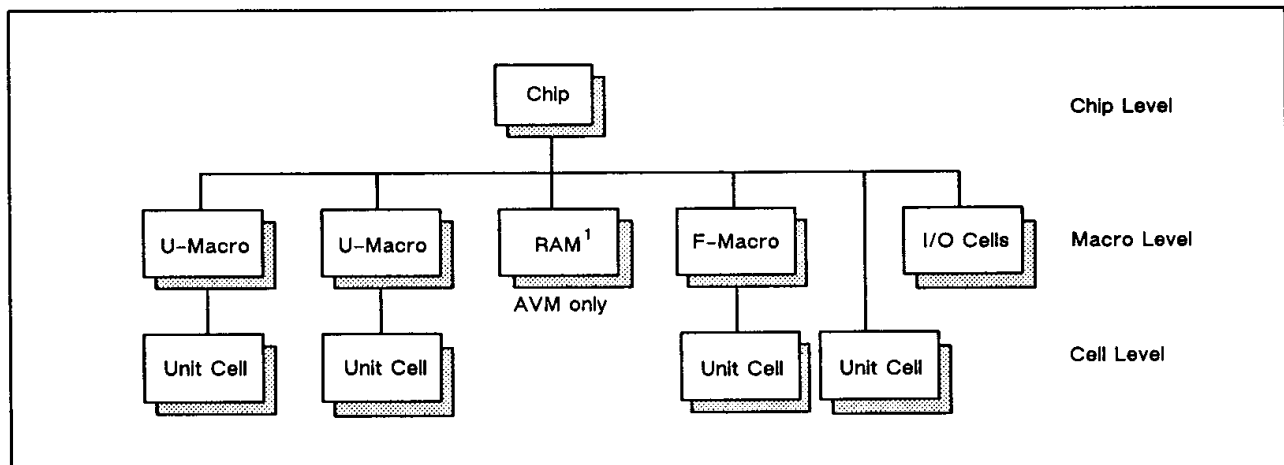 Chip
Chip Level
U-Macro
U-Macro
RAM¹
F-Macro
I/O Cells
Macro Level
AVM only
Unit Cell
Unit Cell
Unit Cell
Unit Cell
Cell Level